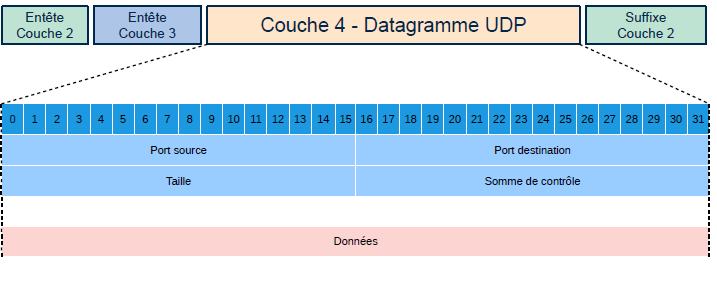 Entête
Couche 2
Entête
Couche 3
Couche 4 - Datagramme UDP
Suffixe
Couche 2
0 1 2 3 4 5 6 7 8 9 10 11 12 13 14 15 16 17 18 19 20 21 22 23 24 25 26 27 28 29 30 31
Port source Port destination
Taille Somme de contrôle
Données